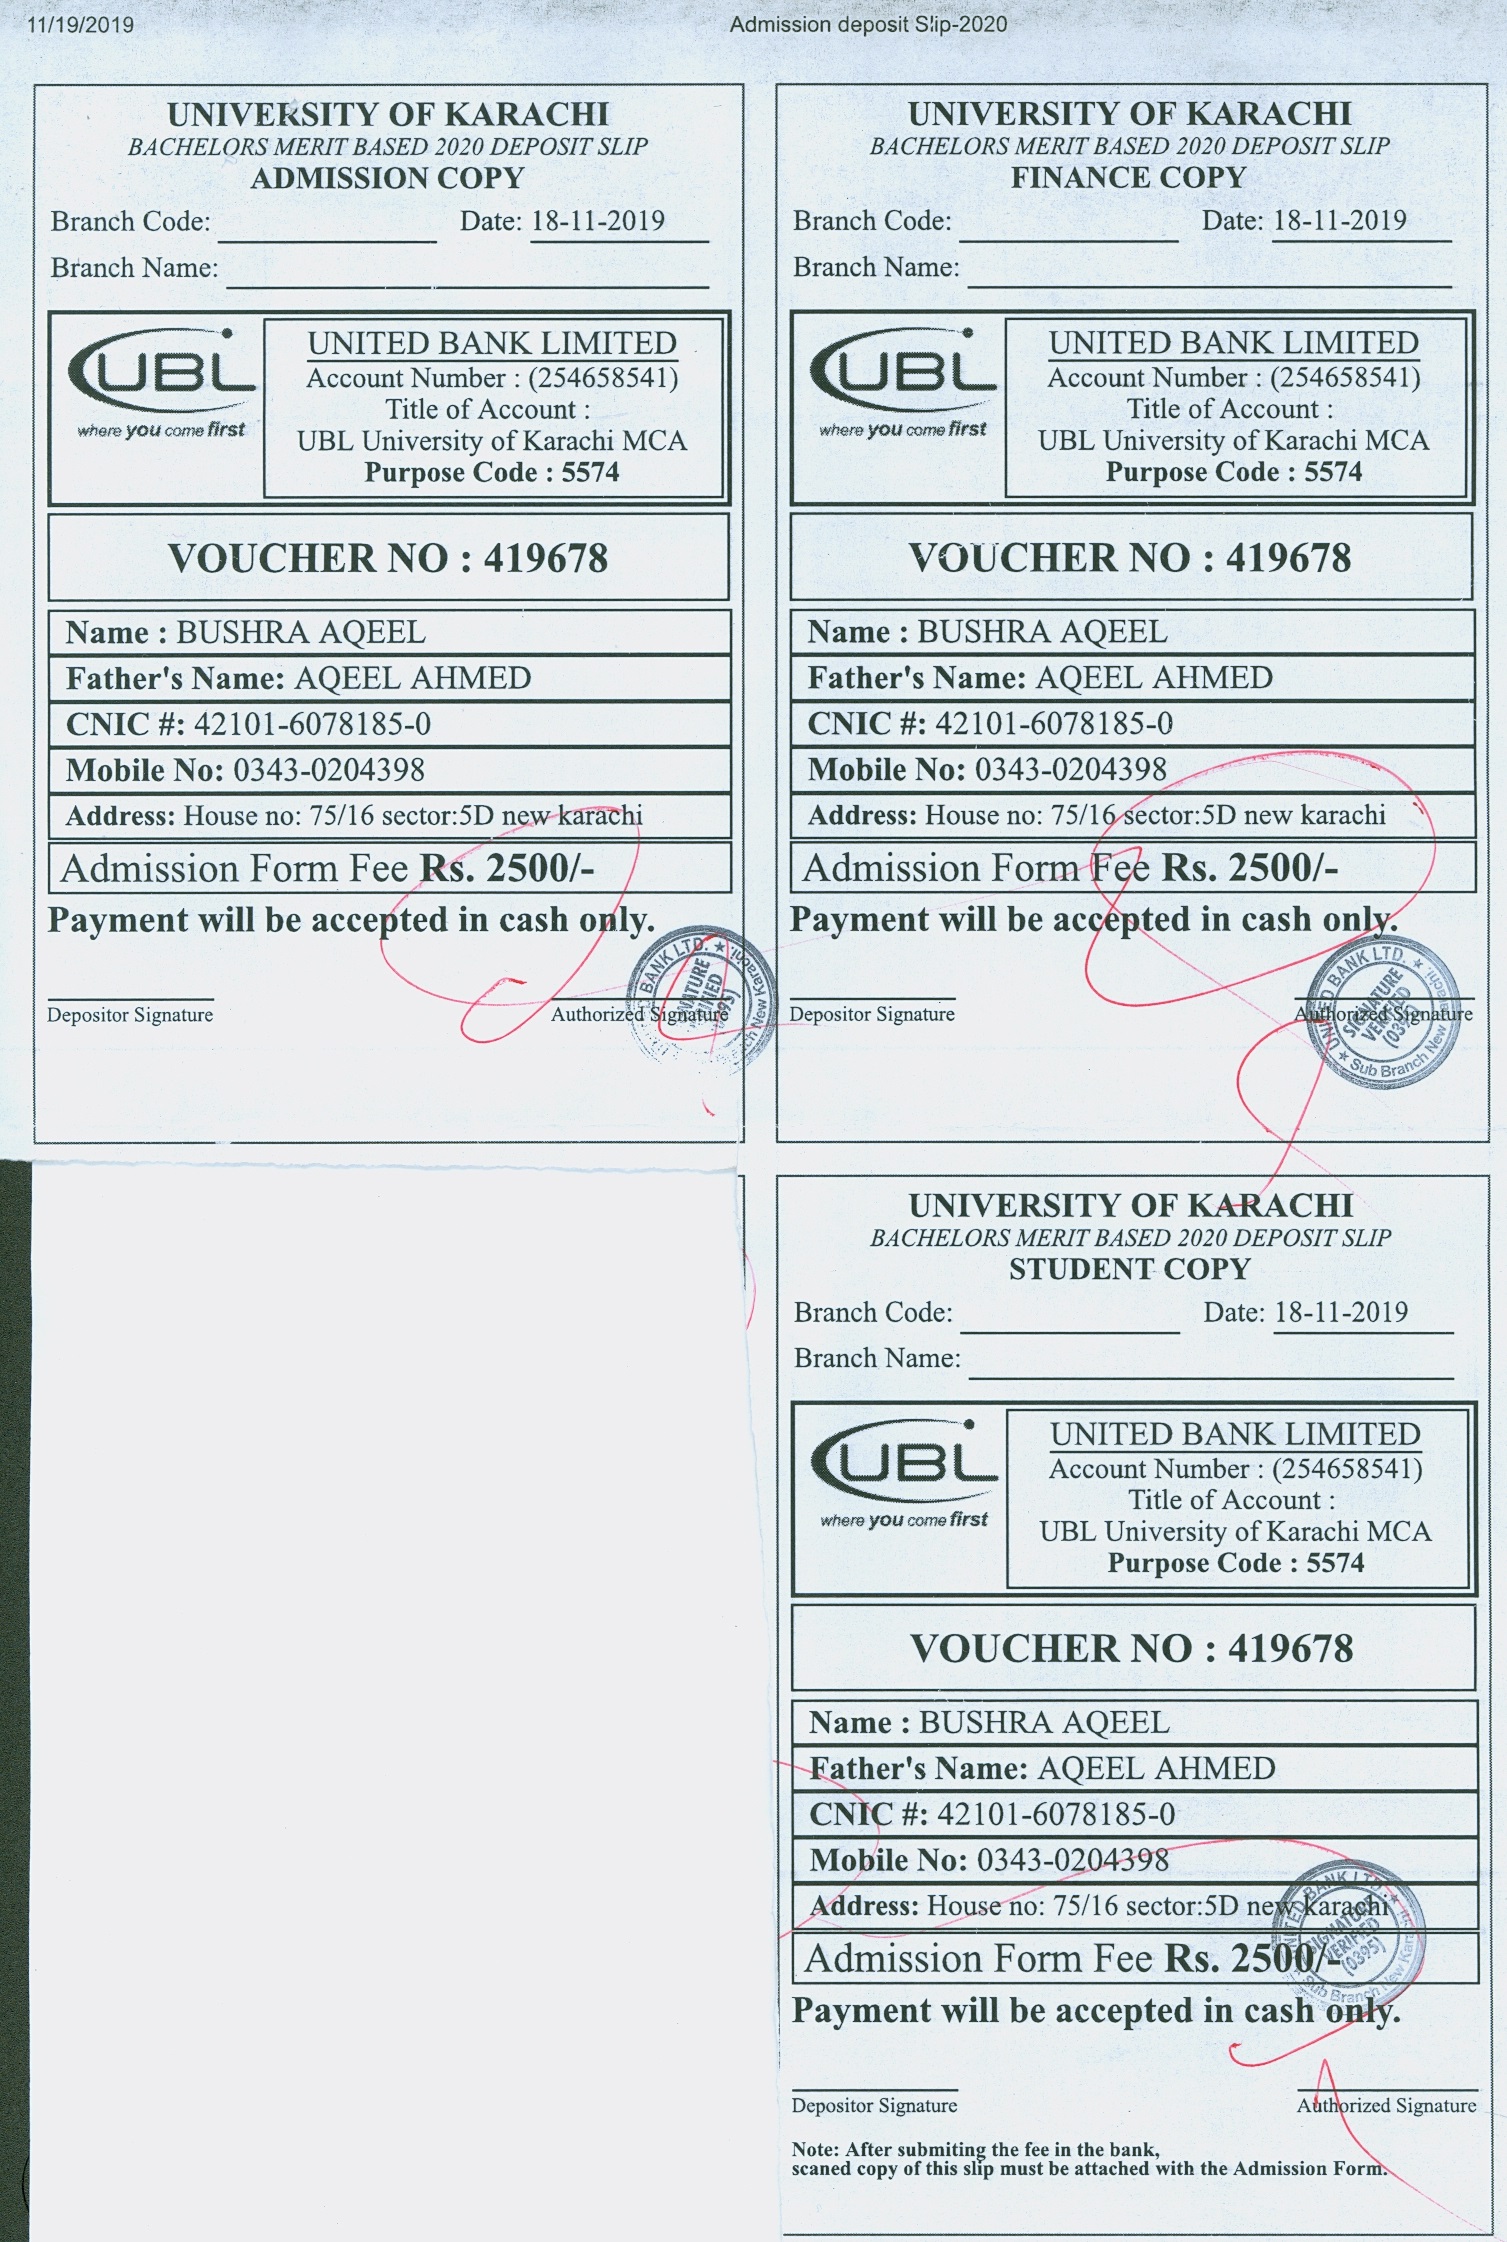 11/19/2019
Admission deposit Slip-2020
UNIVERSITY OF KARACHI
BACHELORS MERIT BASED 2020 DEPOSIT SLIP
ADMISSION COPY
Branch Code:
Date: 18-11-2019
Branch Name:
UBL
where you come first
UNITED BANK LIMITED
Account Number : (254658541)
Title of Account :
UBL University of Karachi MCA
Purpose Code : 5574
VOUCHER NO : 419678
Name : BUSHRA AQEEL
Father's Name: AQEEL AHMED
CNIC #: 42101-6078185-0
Mobile No: 0343-0204398
Address: House no: 75/16 sector:5D new karachi
Admission Form Fee Rs. 2500/-
Payment will be accepted in cash only.
Depositor Signature
Authorized Signature
BANK LTD.
New Karachi
UNIVERSITY OF KARACHI
BACHELORS MERIT BASED 2020 DEPOSIT SLIP
FINANCE COPY
Branch Code:
Date: 18-11-2019
Branch Name:
UBL
where you come first
UNITED BANK LIMITED
Account Number : (254658541)
Title of Account :
UBL University of Karachi MCA
Purpose Code : 5574
VOUCHER NO : 419678
Name : BUSHRA AQEEL
Father's Name: AQEEL AHMED
CNIC #: 42101-6078185-0
Mobile No: 0343-0204398
Address: House no: 75/16 sector:5D new karachi
Admission Form Fee Rs. 2500/-
Payment will be accepted in cash only.
Depositor Signature
Authorized Signature
BANK LTD.
SIGNATURE
Sub Branch New
UNIVERSITY OF KARACHI
BACHELORS MERIT BASED 2020 DEPOSIT SLIP
STUDENT COPY
Branch Code:
Date: 18-11-2019
Branch Name:
UBL
where you come first
UNITED BANK LIMITED
Account Number : (254658541)
Title of Account :
UBL University of Karachi MCA
Purpose Code : 5574
VOUCHER NO : 419678
Name : BUSHRA AQEEL
Father's Name: AQEEL AHMED
CNIC #: 42101-6078185-0
Mobile No: 0343-0204398
Address: House no: 75/16 sector:5D new karachi
Admission Form Fee Rs. 2500/-
Payment will be accepted in cash only.
SIGNATURE
VERIFIED
(0395)
Sub Branch New
Depositor Signature
Authorized Signature
Note: After submiting the fee in the bank,
scaned copy of this slip must be attached with the Admission Form.